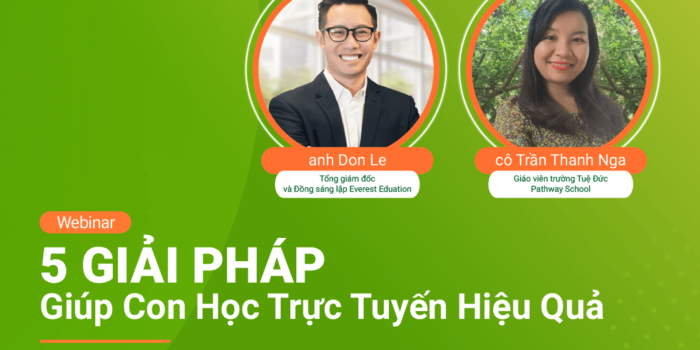 anh Don Le
Tổng giám đốc
và Đồng sáng lập Everest Eduation
cô Trần Thanh Nga
Giáo viên trường Tuệ Đức
Pathway School
Webinar
5 GIẢI PHÁP
Giúp Con Học Trực Tuyến Hiệu Quả